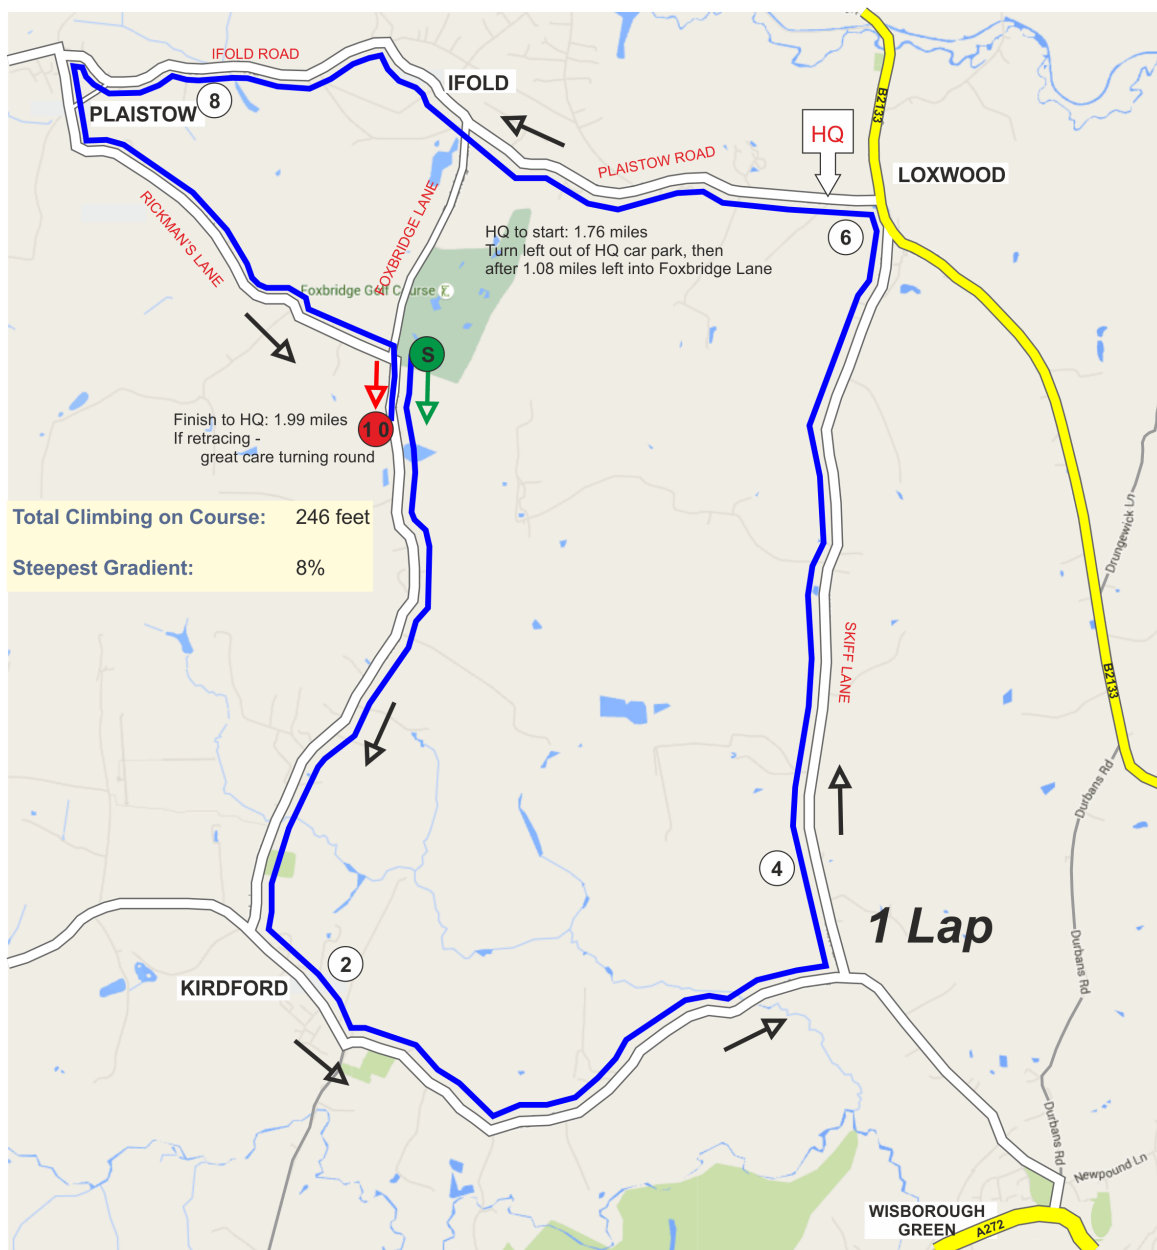 IFOLD ROAD
IFOLD
8
PLAISTOW
B2133
HQ
PLAISTOW ROAD
LOXWOOD
RICKMAN'S LANE
FOXBRIDGE LANE
6
HQ to start: 1.76 miles
Turn left out of HQ car park, then
after 1.08 miles left into Foxbridge Lane
Foxbridge Golf Course
S
Finish to HQ: 1.99 miles
If retracing -
great care turning round
10
Total Climbing on Course: 246 feet
Steepest Gradient: 8%
Drungewick Ln
SKIFF LANE
B2133
Durbans Rd
4
1 Lap
2
KIRDFORD
Durbans Rd
Durbans Rd
Newpound Ln
WISBOROUGH
GREEN
A272